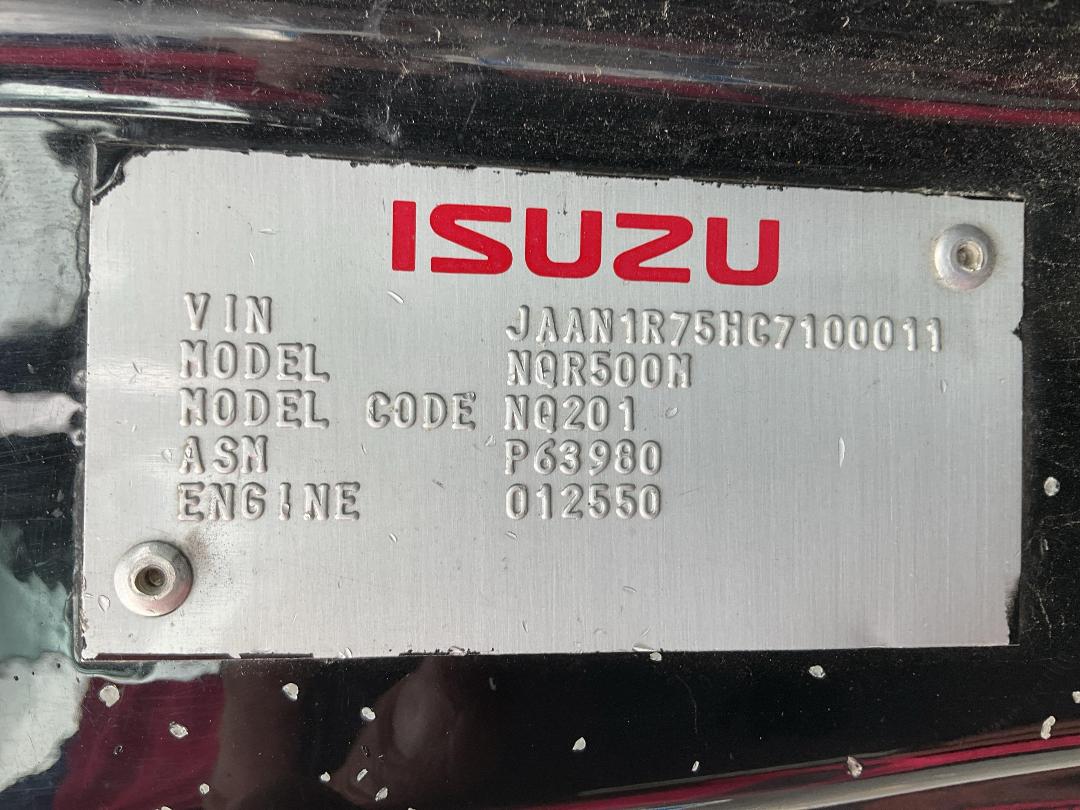 ISUZU
VIN JAAN1R75HC7100011
MODEL NQR500M
MODEL CODE NQ201
ASN P63980
ENGINE 012550